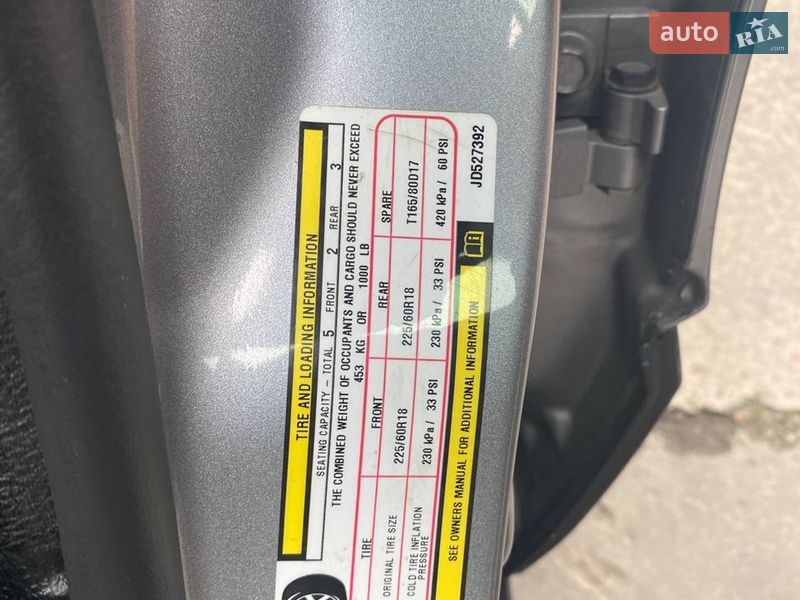 auto RIA
TIRE AND LOADING INFORMATION
SEATING CAPACITY – TOTAL 5 FRONT 2 REAR 3
THE COMBINED WEIGHT OF OCCUPANTS AND CARGO SHOULD NEVER EXCEED
453 KG OR 1000 LB
TIRE FRONT REAR SPARE
ORIGINAL TIRE SIZE 225/60R18 225/60R18 T165/80D17
COLD TIRE INFLATION
PRESSURE 230 kPa/ 33 PSI 230 kPa/ 33 PSI 420 kPa/ 60 PSI
SEE OWNERS MANUAL FOR ADDITIONAL INFORMATION
JD527392